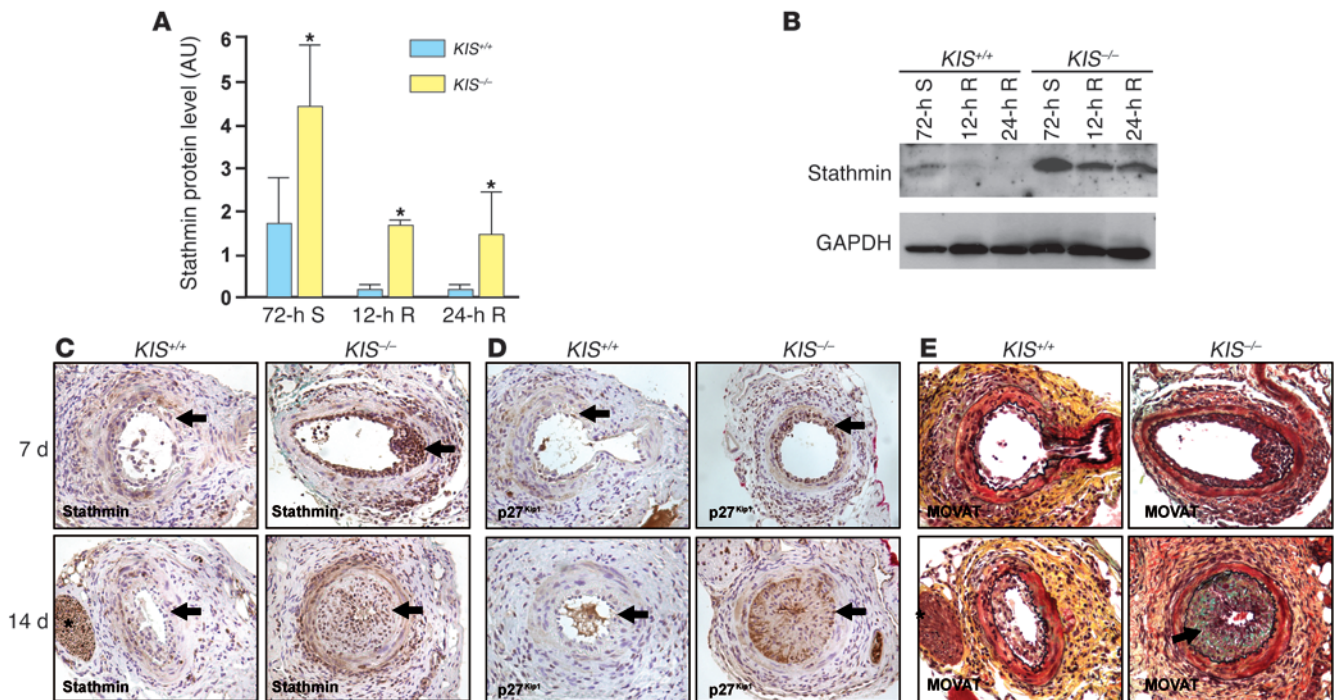 A
Stathmin protein level (AU)
6
5
4
3
2
1
0
*
*
*
72-h S 12-h R 24-h R
KIS+/+
KIS–/–
B
KIS+/+ KIS–/–
72-h S 12-h R 24-h R 72-h S 12-h R 24-h R
Stathmin
GAPDH
C KIS+/+ KIS–/– D KIS+/+ KIS–/– E KIS+/+ KIS–/–
7 d
Stathmin Stathmin p27Kip1 p27Kip1 MOVAT MOVAT
14 d
* *
Stathmin Stathmin p27Kip1 p27Kip1 MOVAT MOVAT